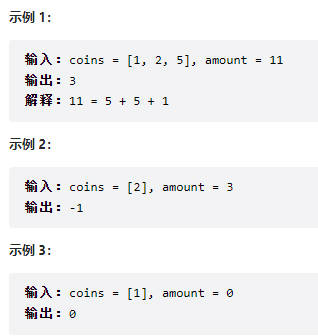 示例 1：
输入：coins = [1, 2, 5], amount = 11
输出：3
解释：11 = 5 + 5 + 1
示例 2：
输入：coins = [2], amount = 3
输出：-1
示例 3：
输入：coins = [1], amount = 0
输出：0